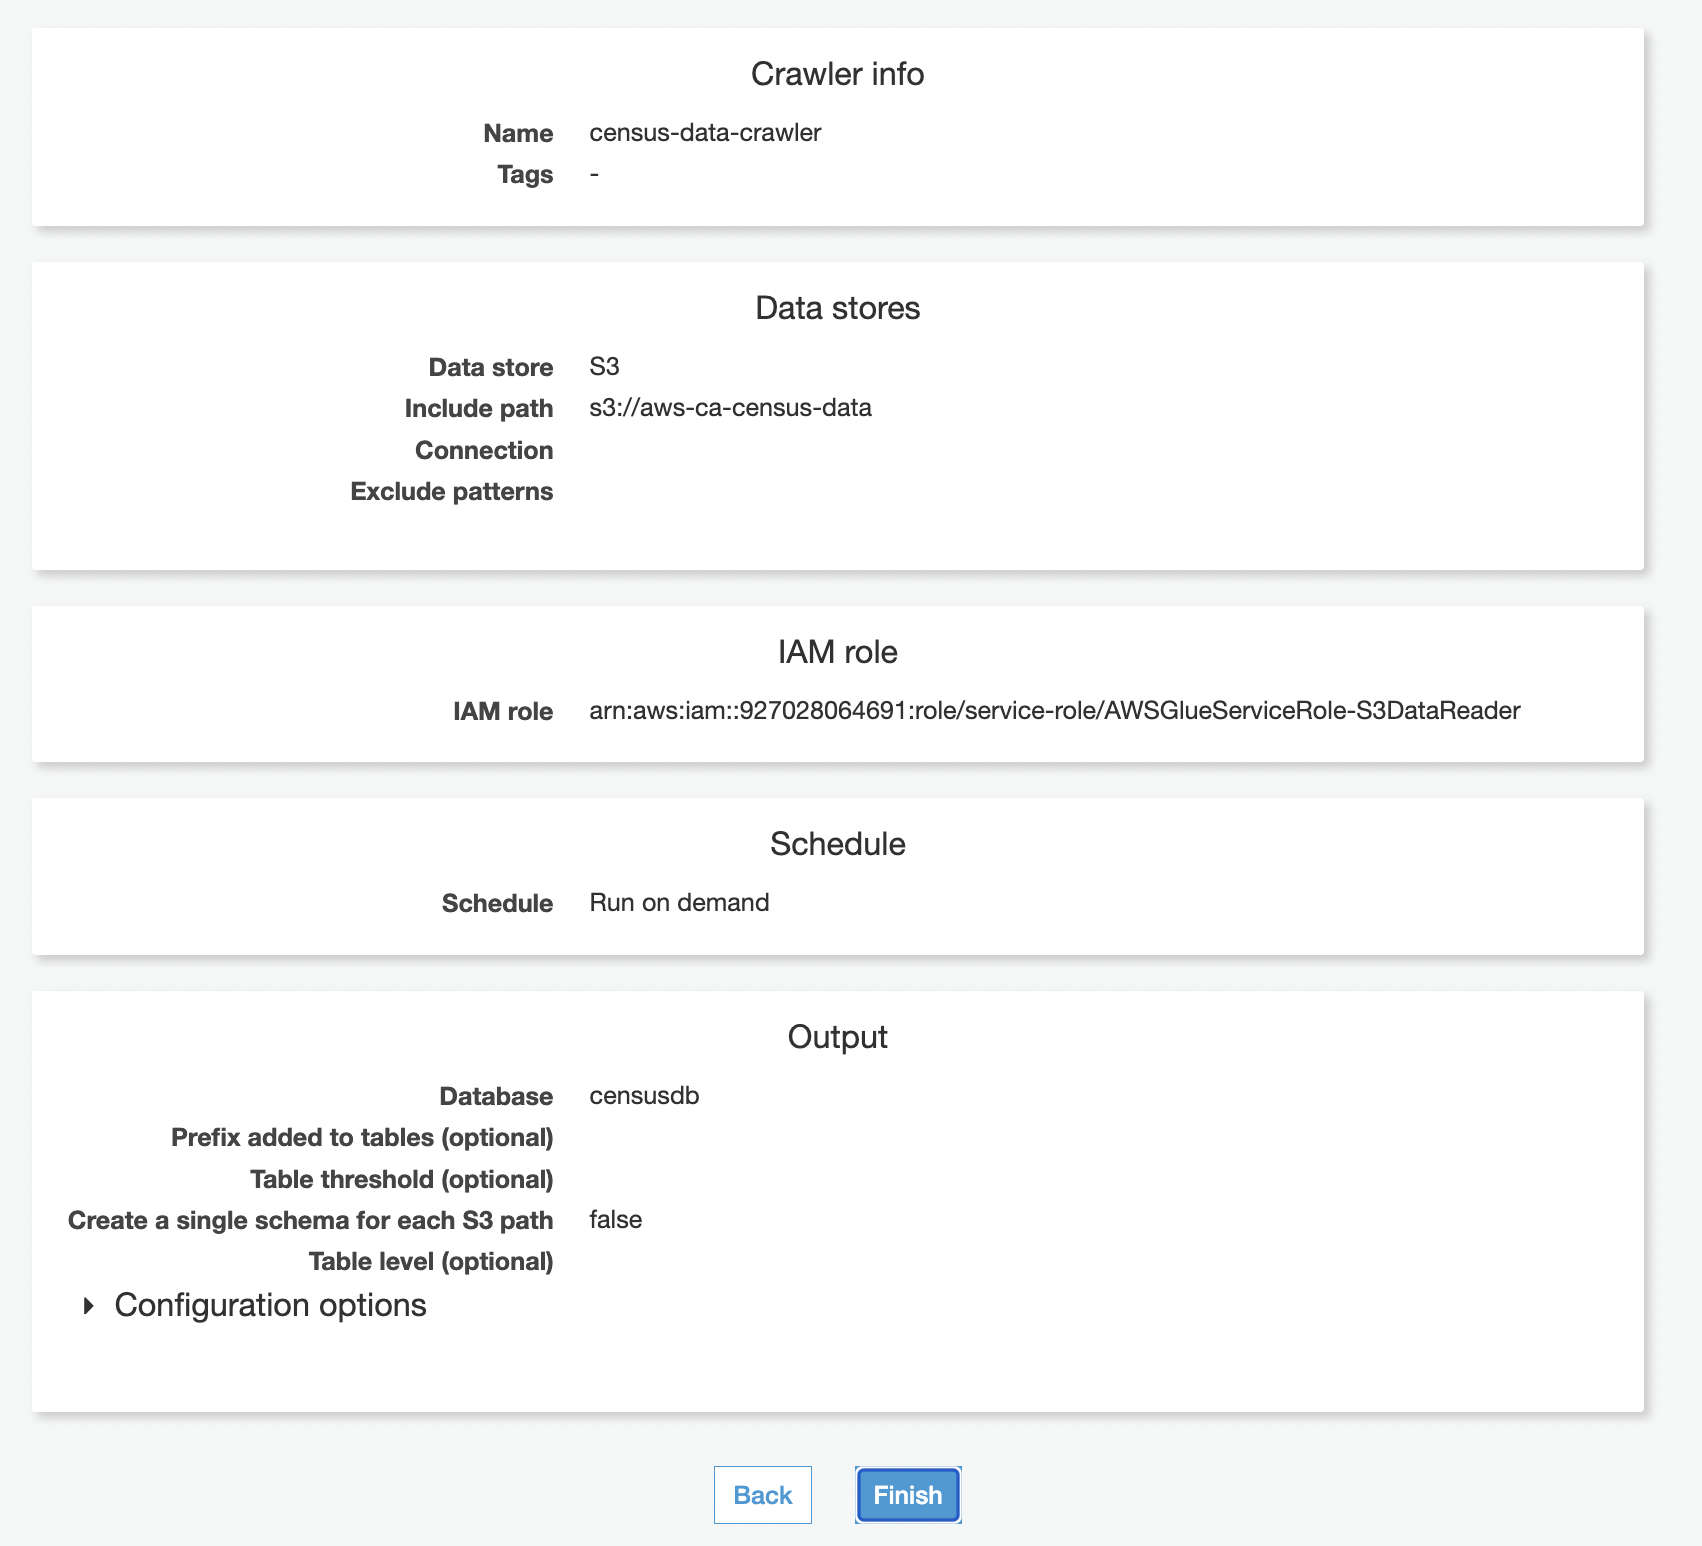 Crawler info
Name census-data-crawler
Tags -
Data stores
Data store S3
Include path s3://aws-ca-census-data
Connection
Exclude patterns
IAM role
IAM role arn:aws:iam::927028064691:role/service-role/AWSGlueServiceRole-S3DataReader
Schedule
Schedule Run on demand
Output
Database censusdb
Prefix added to tables (optional)
Table threshold (optional)
Create a single schema for each S3 path false
Table level (optional)
Configuration options
Back Finish